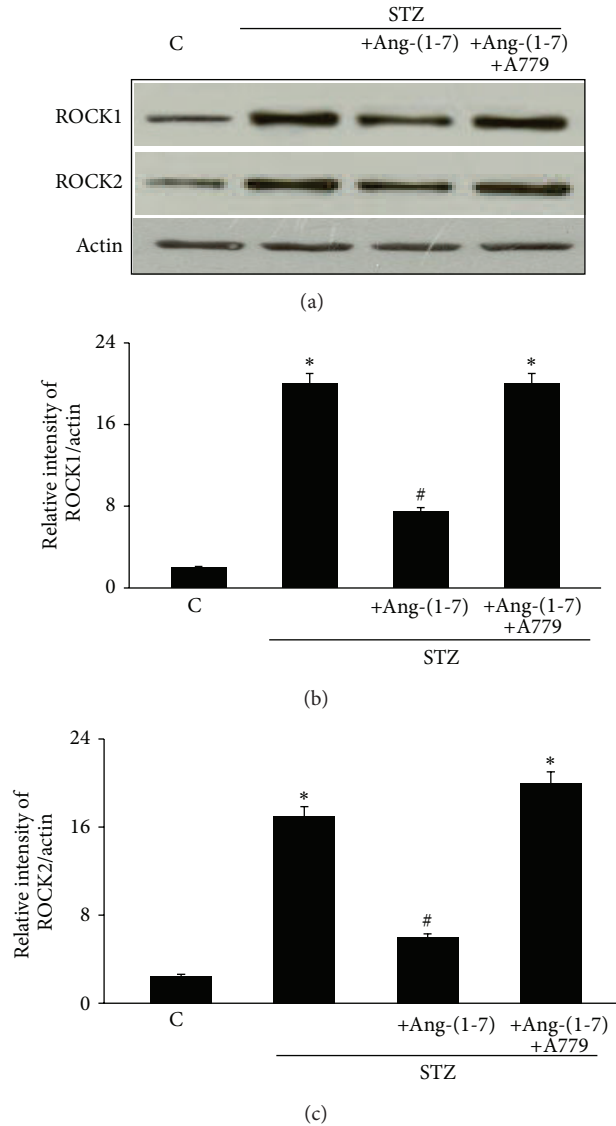 STZ
C +Ang-(1-7) +Ang-(1-7)
+A779
ROCK1
ROCK2
Actin
(a)
Relative intensity of
ROCK1/actin
24
16
8
0
* # *
C +Ang-(1-7) +Ang-(1-7)
+A779
STZ
(b)
Relative intensity of
ROCK2/actin
24
16
8
0
* # *
C +Ang-(1-7) +Ang-(1-7)
+A779
STZ
(c)